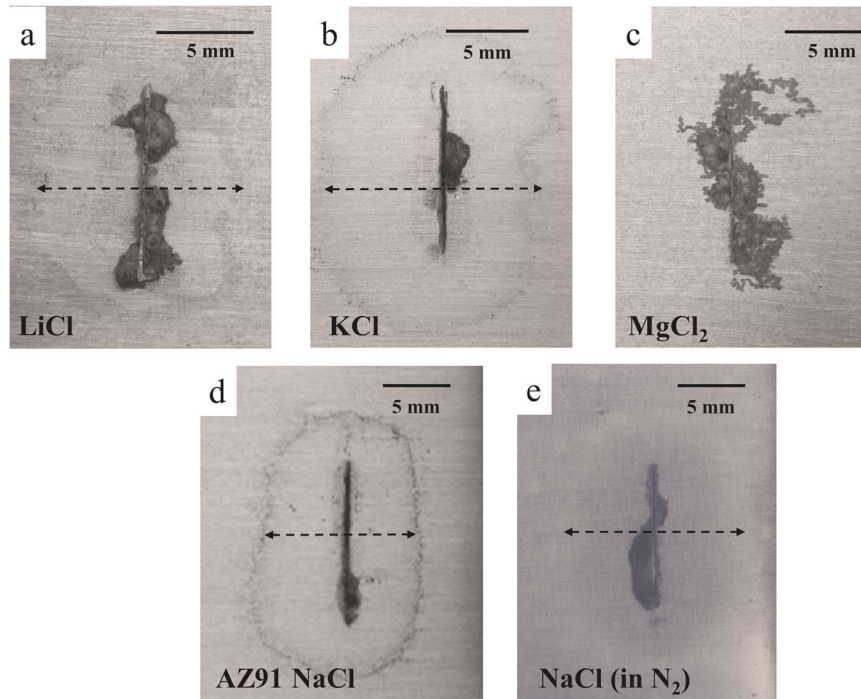 a
5 mm
LiCl
b
5 mm
KCl
c
5 mm
MgCl₂
d
5 mm
AZ91 NaCl
e
5 mm
NaCl (in N₂)